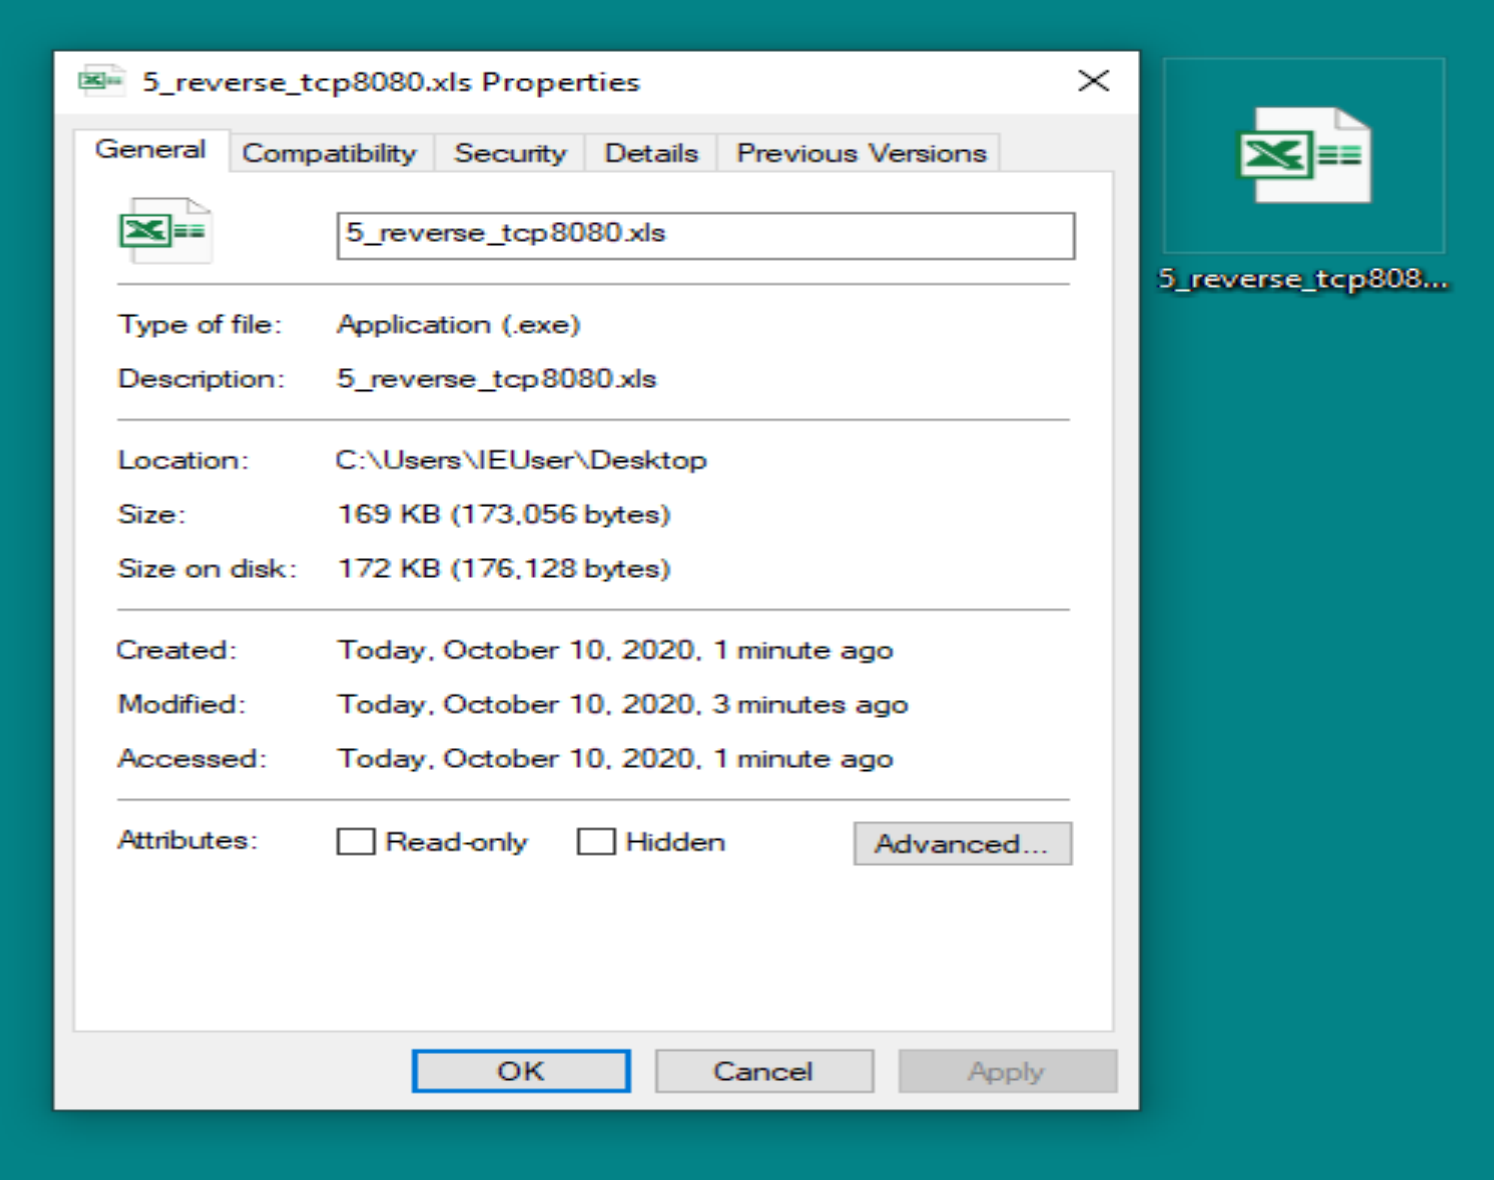 5_reverse_tcp8080.xls Properties
General Compatibility Security Details Previous Versions
5_reverse_tcp8080.xls
5_reverse_tcp808...
Type of file: Application (.exe)
Description: 5_reverse_tcp8080.xls
Location: C:\Users\IEUser\Desktop
Size: 169 KB (173,056 bytes)
Size on disk: 172 KB (176,128 bytes)
Created: Today, October 10, 2020, 1 minute ago
Modified: Today, October 10, 2020, 3 minutes ago
Accessed: Today, October 10, 2020, 1 minute ago
Attributes: Read-only Hidden Advanced...
OK Cancel Apply